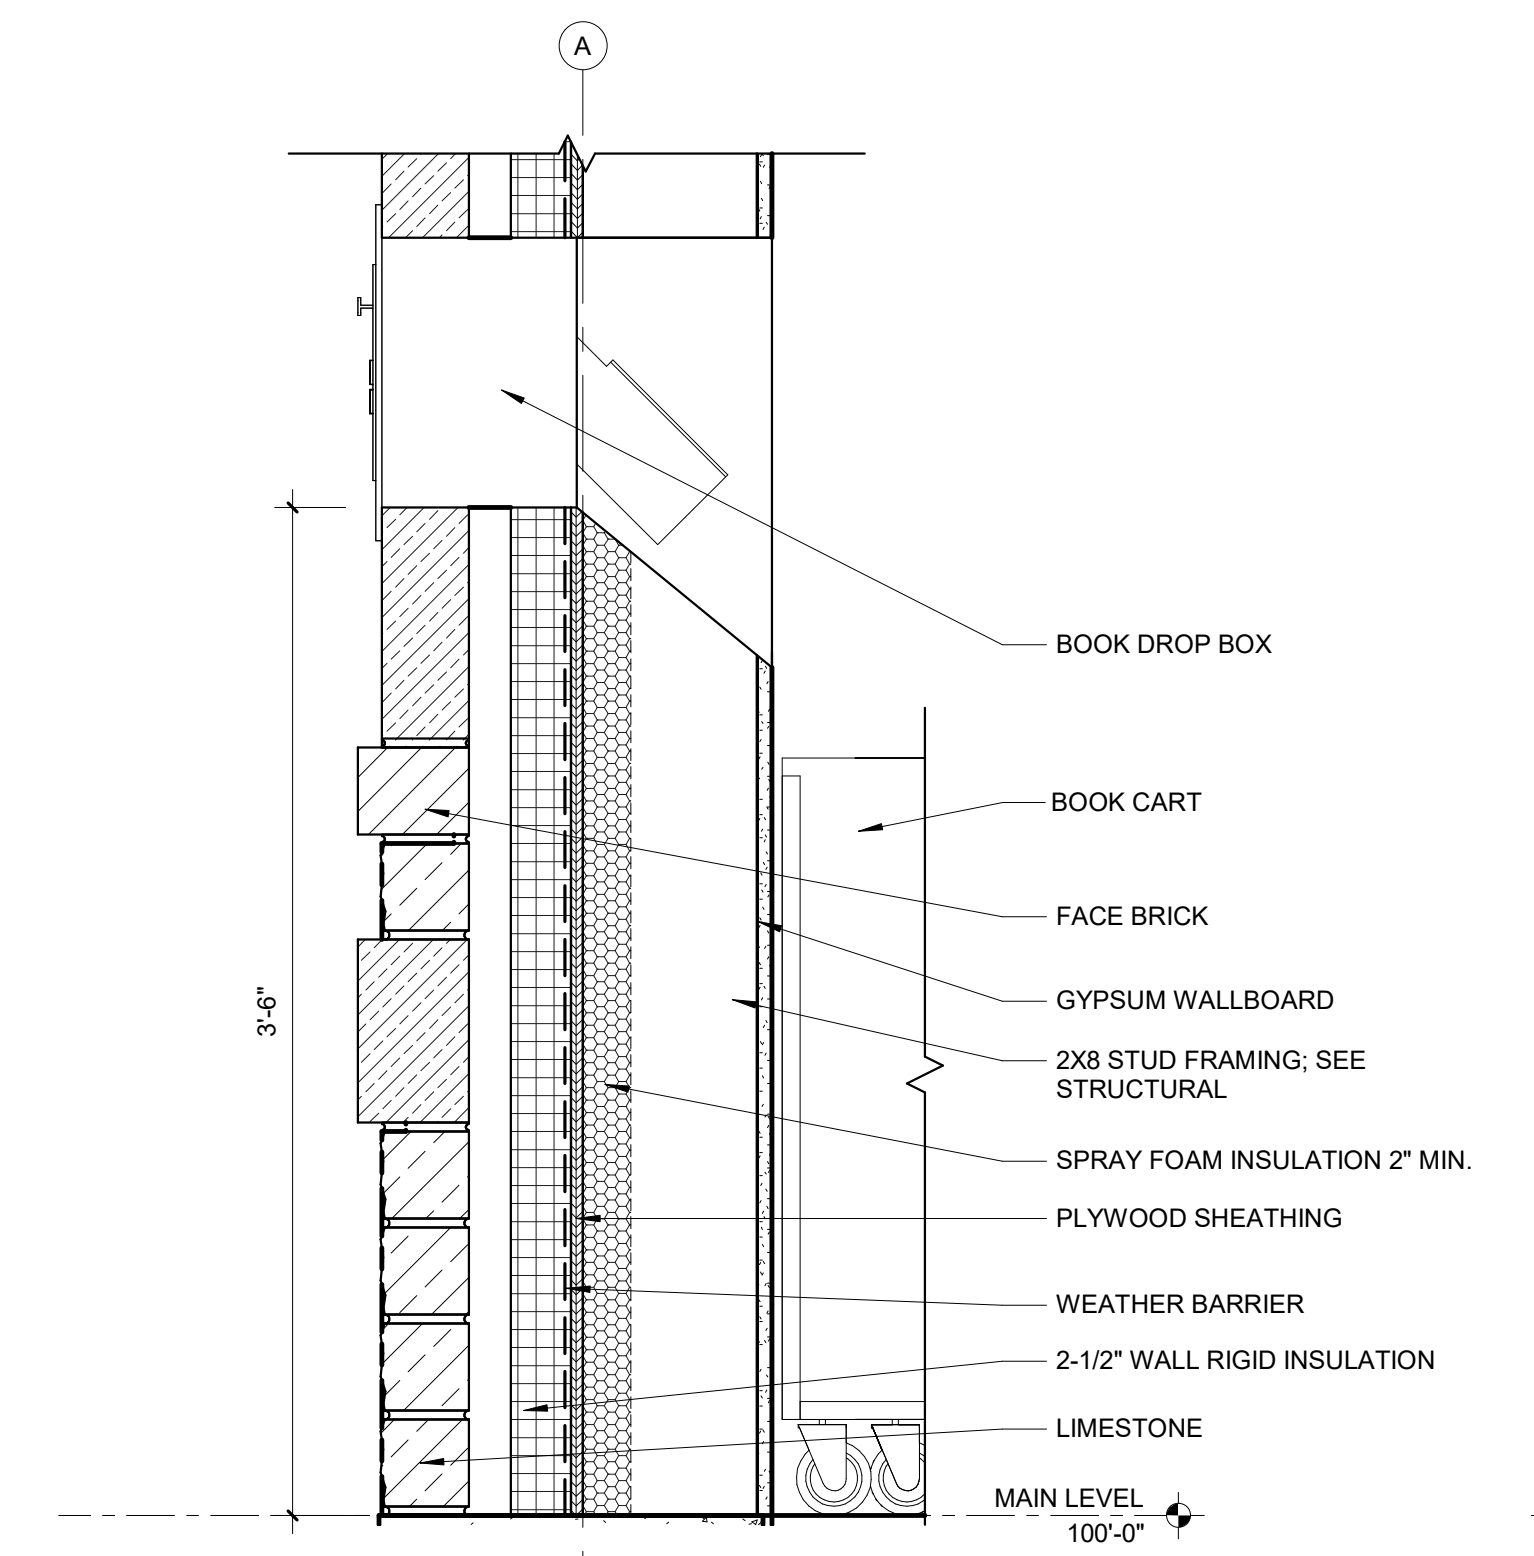 A
BOOK DROP BOX
BOOK CART
FACE BRICK
3'-6"
GYPSUM WALLBOARD
2X8 STUD FRAMING; SEE
STRUCTURAL
SPRAY FOAM INSULATION 2" MIN.
PLYWOOD SHEATHING
WEATHER BARRIER
2-1/2" WALL RIGID INSULATION
LIMESTONE
MAIN LEVEL
100'-0"